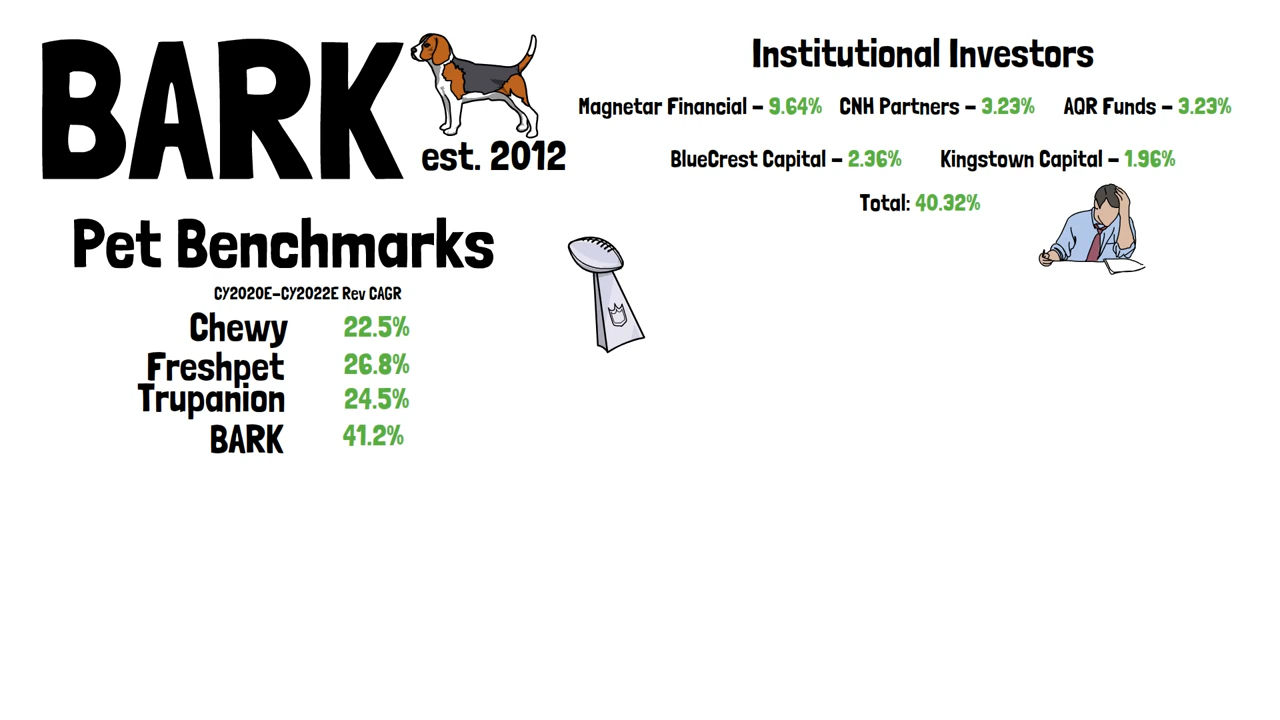 BARK
est. 2012
Institutional Investors
Magnetar Financial – 9.64% CNH Partners – 3.23% AQR Funds – 3.23%
BlueCrest Capital – 2.36% Kingstown Capital – 1.96%
Total: 40.32%
Pet Benchmarks
CY2020E–CY2022E Rev CAGR
Chewy 22.5%
Freshpet 26.8%
Trupanion 24.5%
BARK 41.2%